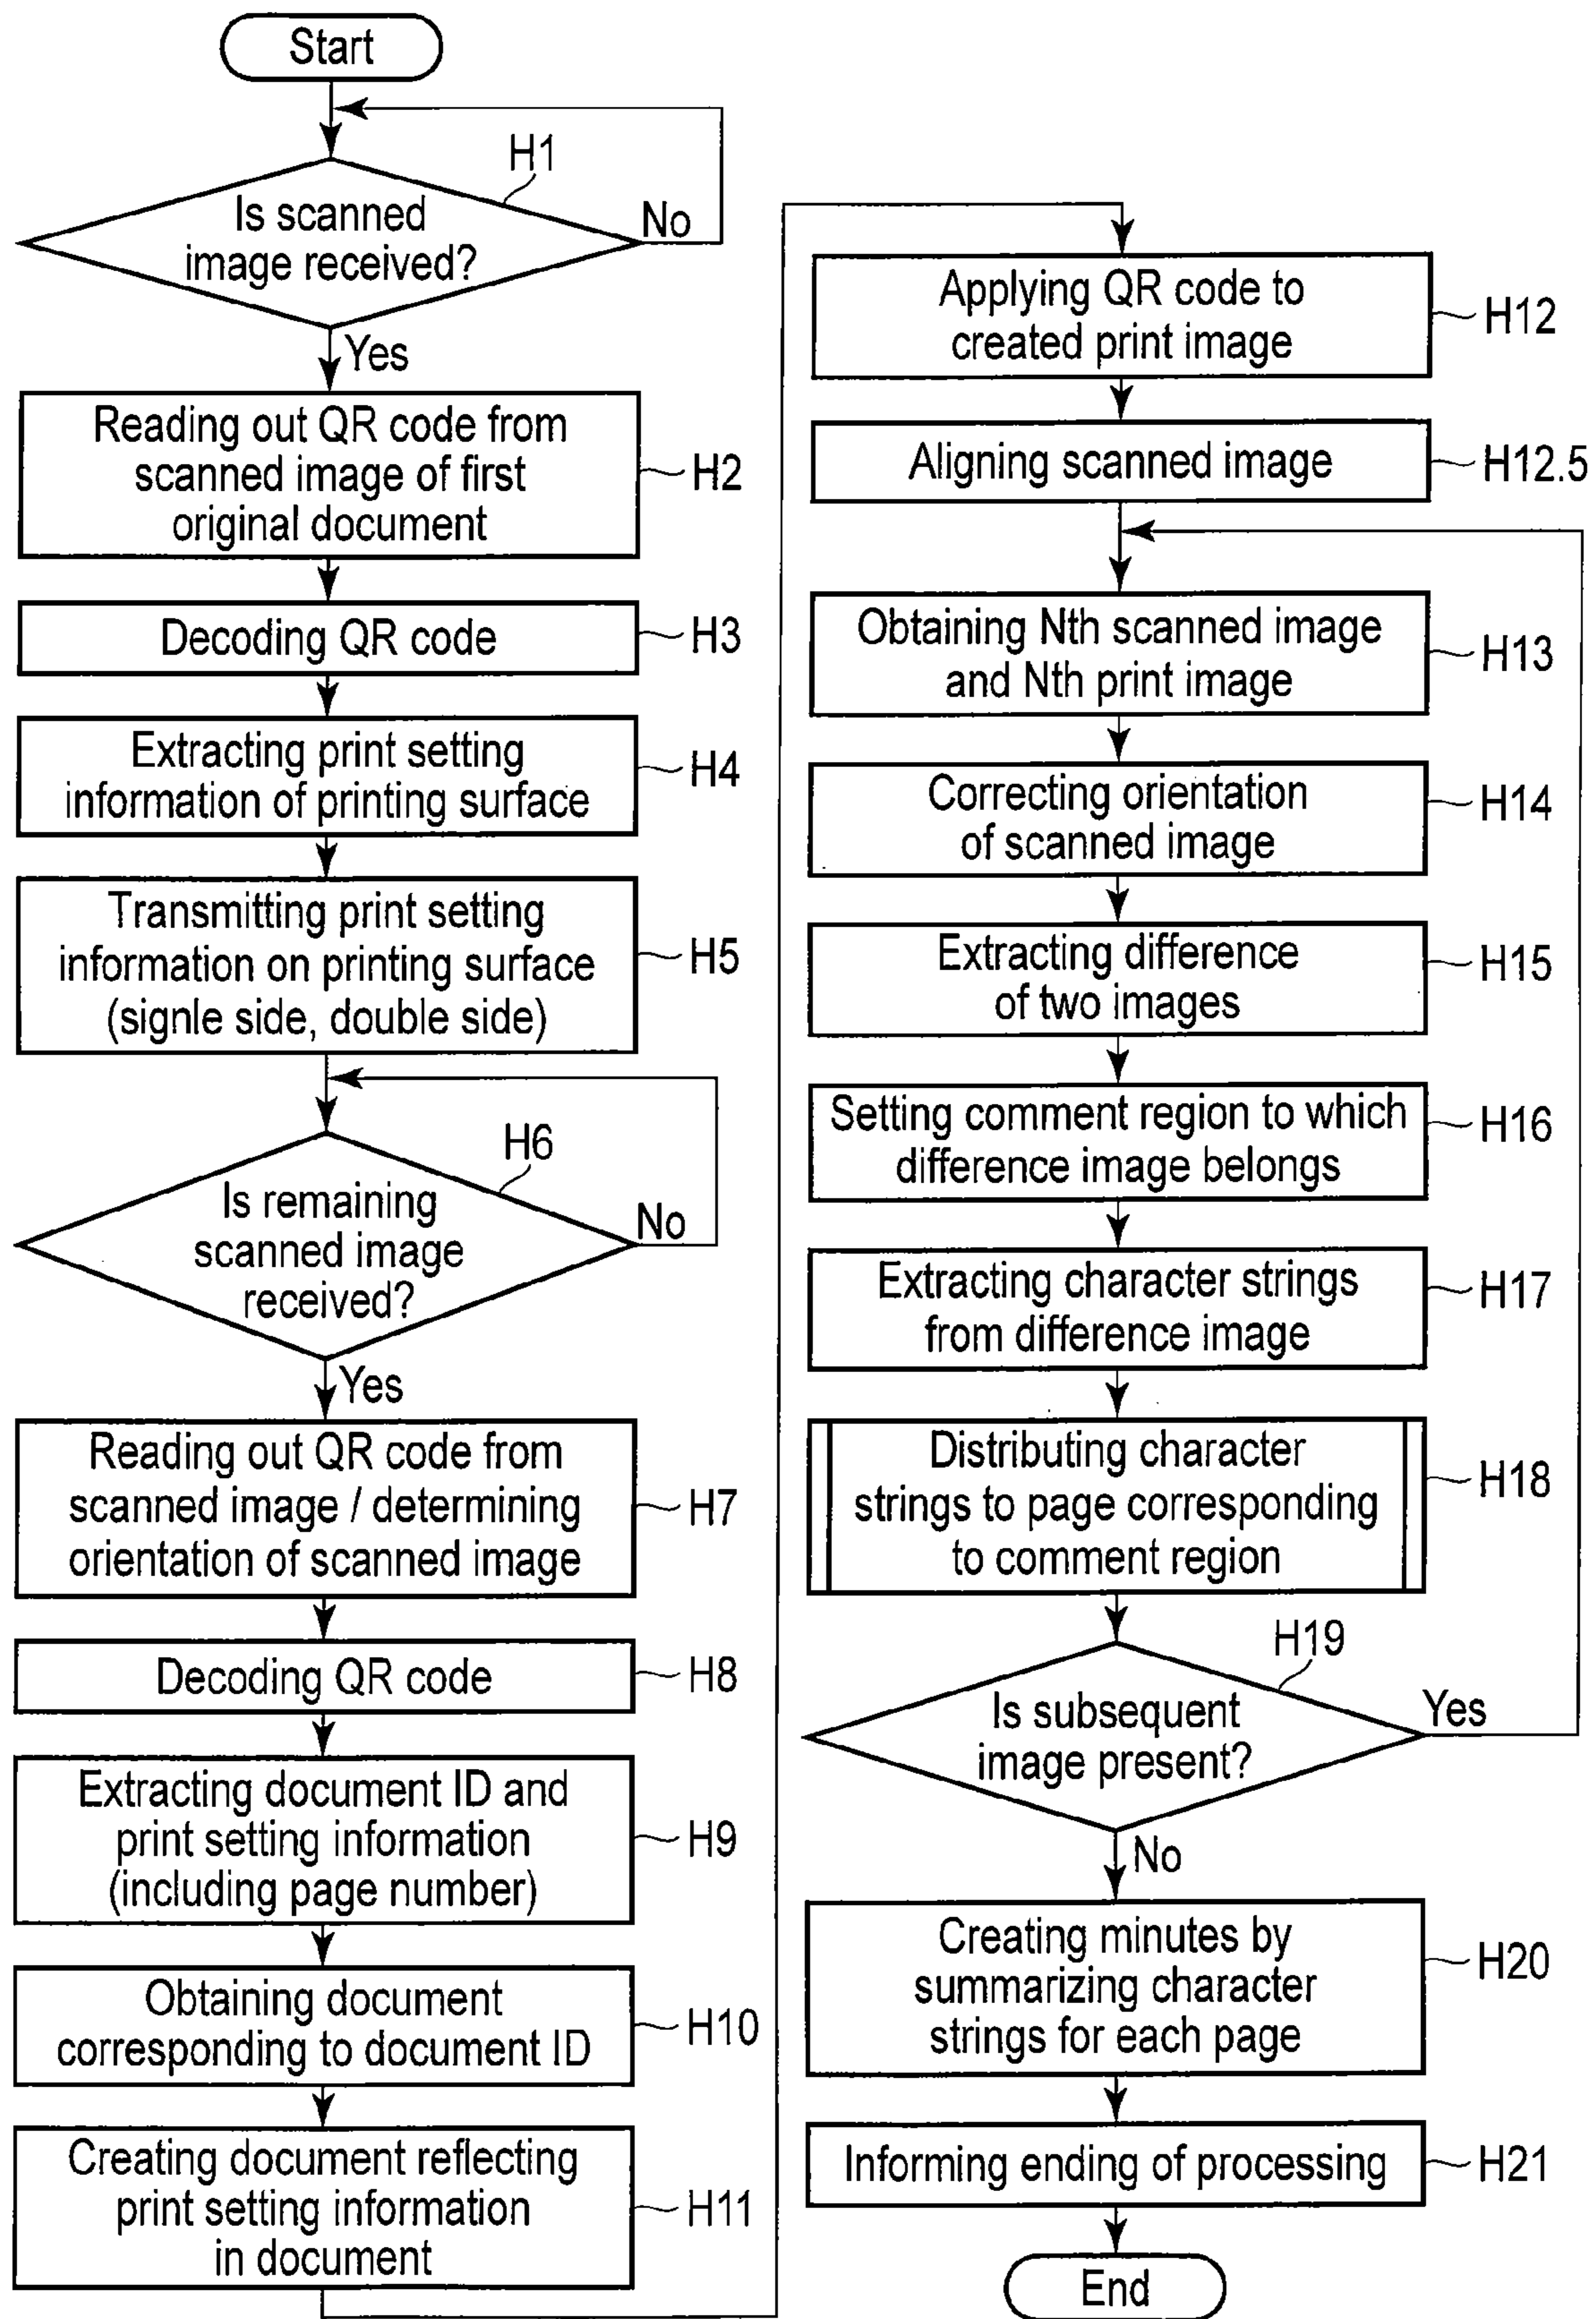 Start
H1
Is scanned
image received?
No
Yes
Reading out QR code from
scanned image of first
original document
H2
Decoding QR code
H3
Extracting print setting
information of printing surface
H4
Transmitting print setting
information on printing surface
(signle side, double side)
H5
H6
Is remaining
scanned image
received?
No
Yes
Reading out QR code from
scanned image / determining
orientation of scanned image
H7
Decoding QR code
H8
Extracting document ID and
print setting information
(including page number)
H9
Obtaining document
corresponding to document ID
H10
Creating document reflecting
print setting information
in document
H11
Applying QR code to
created print image
H12
Aligning scanned image
H12.5
Obtaining Nth scanned image
and Nth print image
H13
Correcting orientation
of scanned image
H14
Extracting difference
of two images
H15
Setting comment region to which
difference image belongs
H16
Extracting character strings
from difference image
H17
Distributing character
strings to page corresponding
to comment region
H18
H19
Is subsequent
image present?
Yes
No
Creating minutes by
summarizing character
strings for each page
H20
Informing ending of processing
H21
End